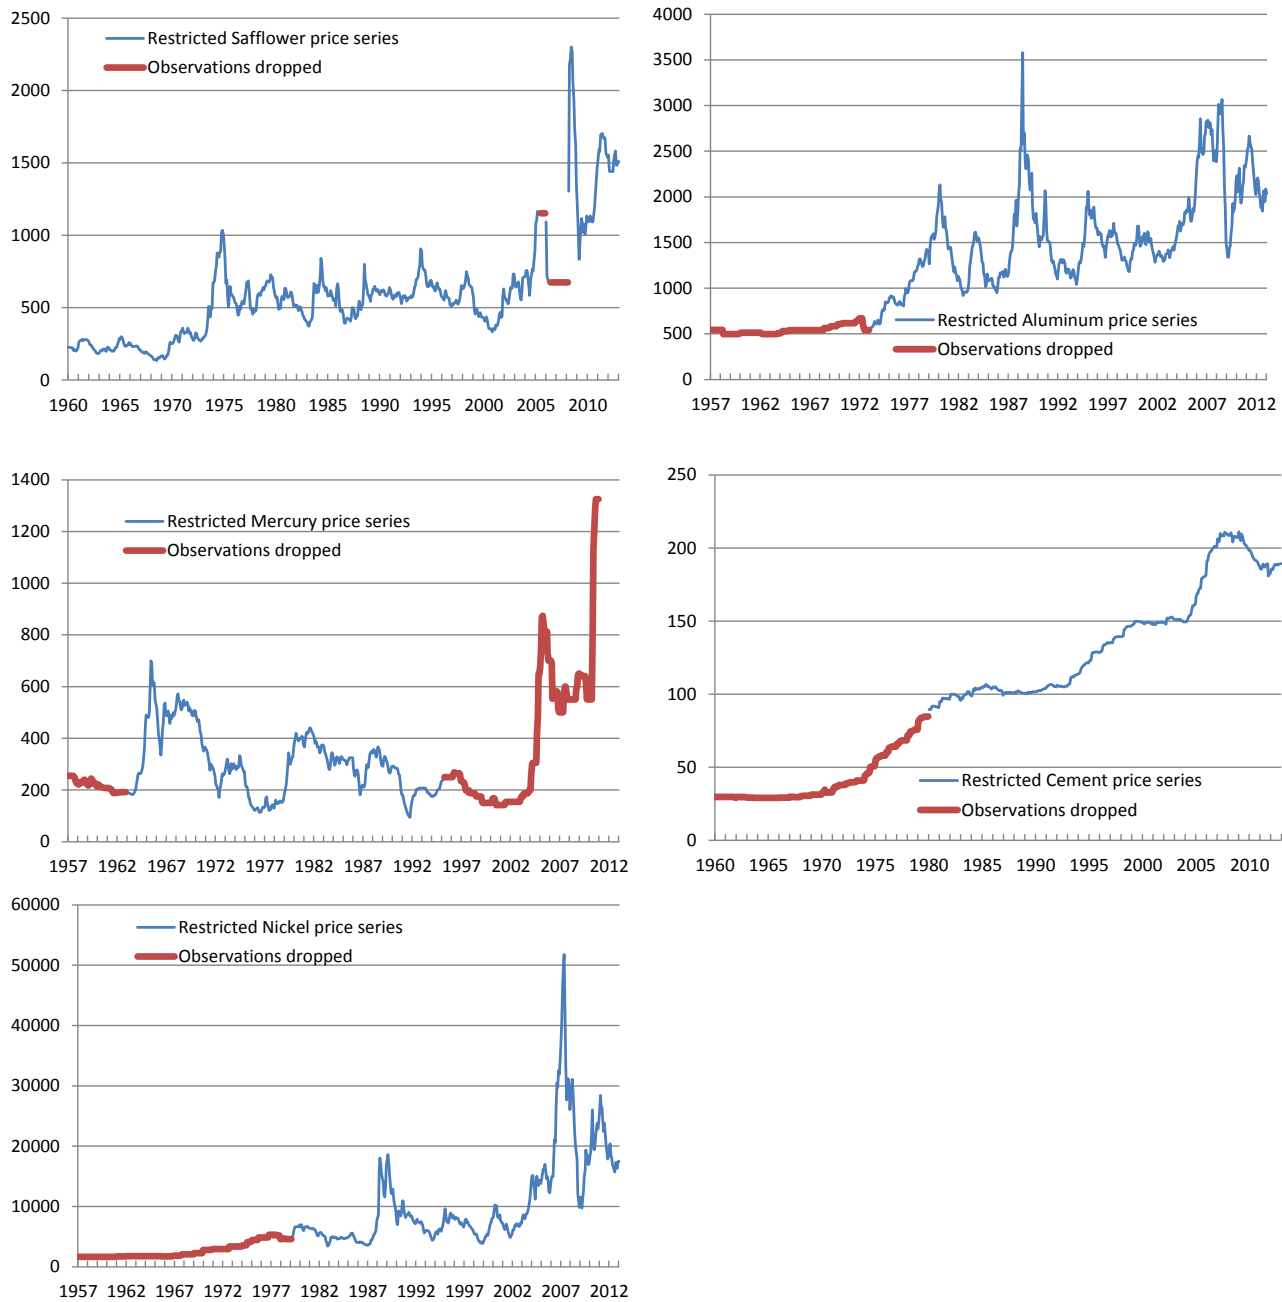 2500
Restricted Safflower price series
Observations dropped
2000
1500
1000
500
0
1960 1965 1970 1975 1980 1985 1990 1995 2000 2005 2010
4000
3500
3000
2500
2000
1500
1000
500
0
Restricted Aluminum price series
Observations dropped
1957 1962 1967 1972 1977 1982 1987 1992 1997 2002 2007 2012
1400
1200
1000
800
600
400
200
0
Restricted Mercury price series
Observations dropped
1957 1962 1967 1972 1977 1982 1987 1992 1997 2002 2007 2012
250
200
150
100
50
0
Restricted Cement price series
Observations dropped
1960 1965 1970 1975 1980 1985 1990 1995 2000 2005 2010
60000
50000
40000
30000
20000
10000
0
Restricted Nickel price series
Observations dropped
1957 1962 1967 1972 1977 1982 1987 1992 1997 2002 2007 2012